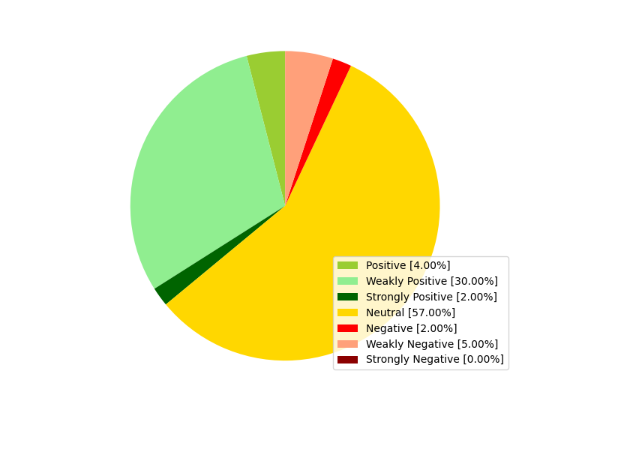 Positive [4.00%]
Weakly Positive [30.00%]
Strongly Positive [2.00%]
Neutral [57.00%]
Negative [2.00%]
Weakly Negative [5.00%]
Strongly Negative [0.00%]